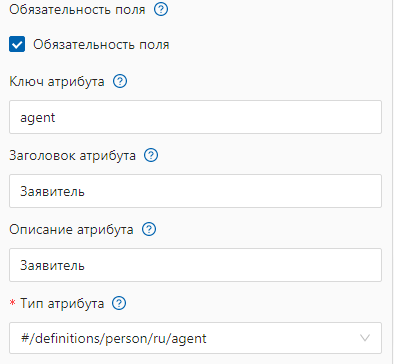 Обязательность поля
Обязательность поля
Ключ атрибута
agent
Заголовок атрибута
Заявитель
Описание атрибута
Заявитель
* Тип атрибута
#/definitions/person/ru/agent